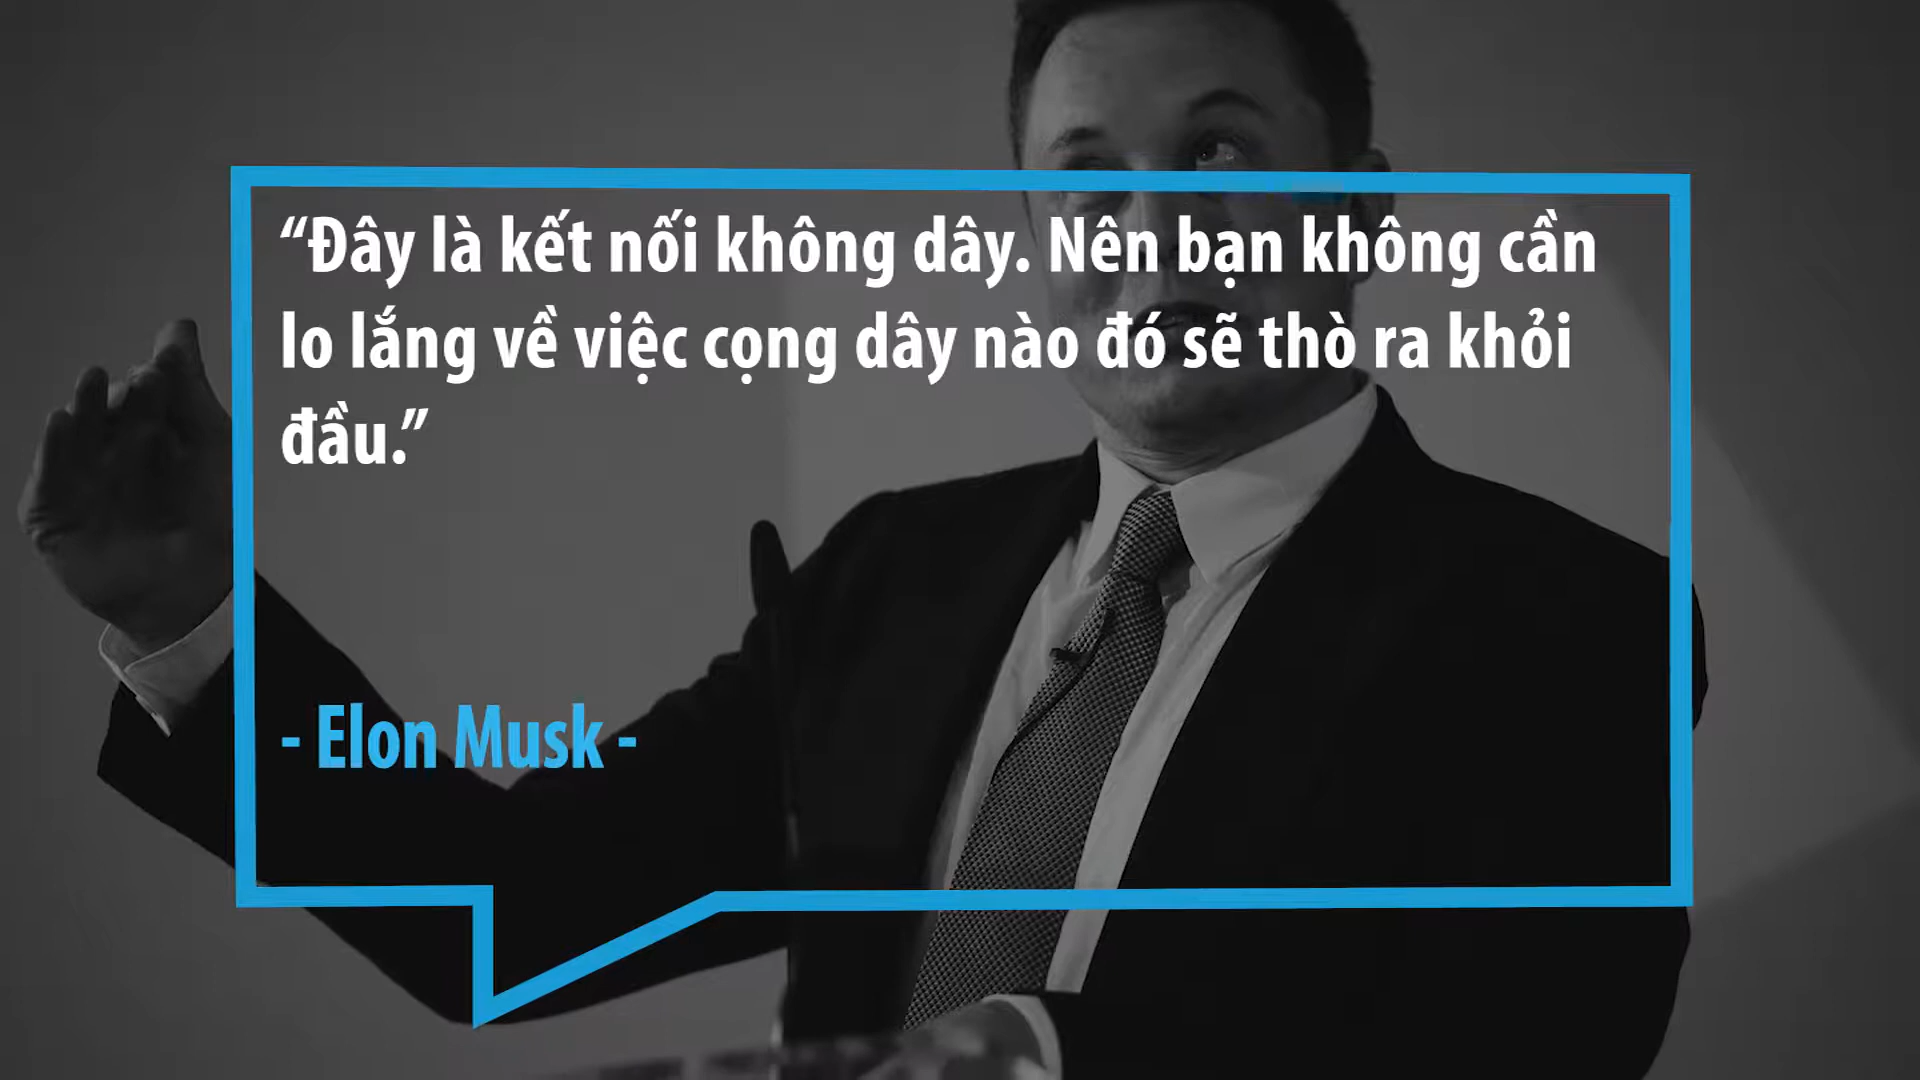 “Đây là kết nối không dây. Nên bạn không cần
lo lắng về việc cọng dây nào đó sẽ thò ra khỏi
đầu.”
- Elon Musk -